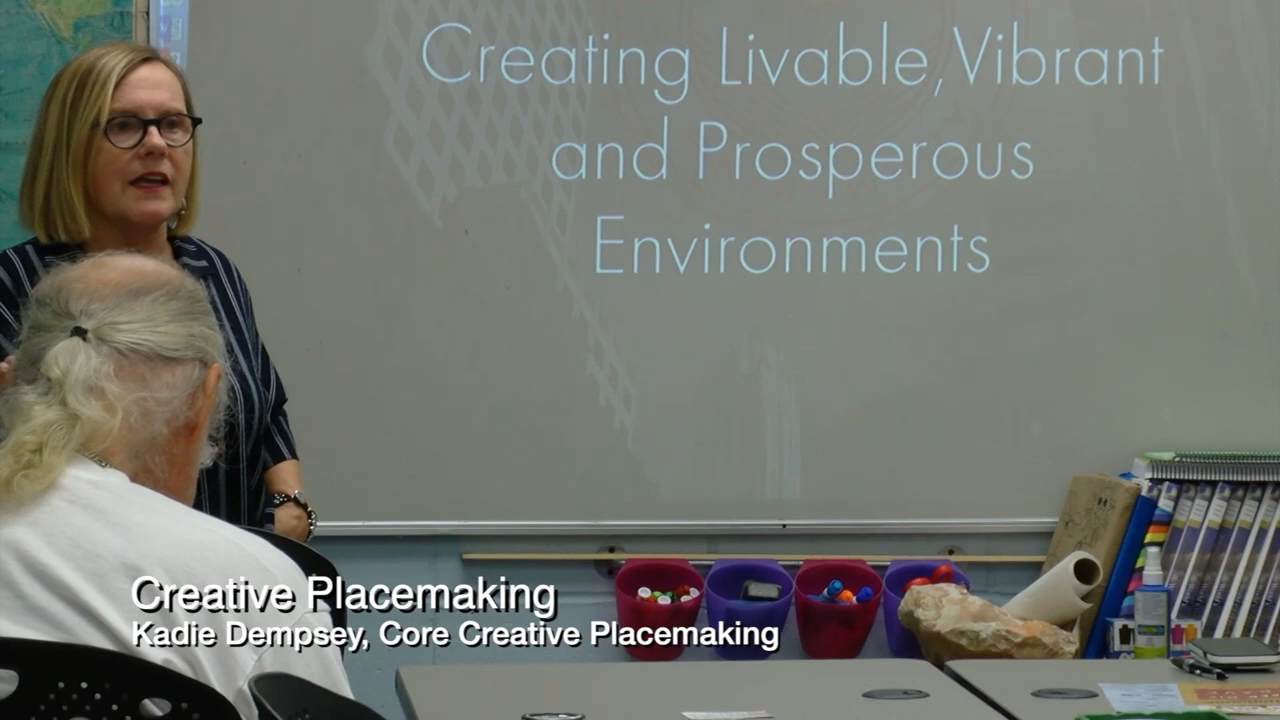 Creating Livable, Vibrant
and Prosperous
Environments
Creative Placemaking
Kadie Dempsey, Core Creative Placemaking